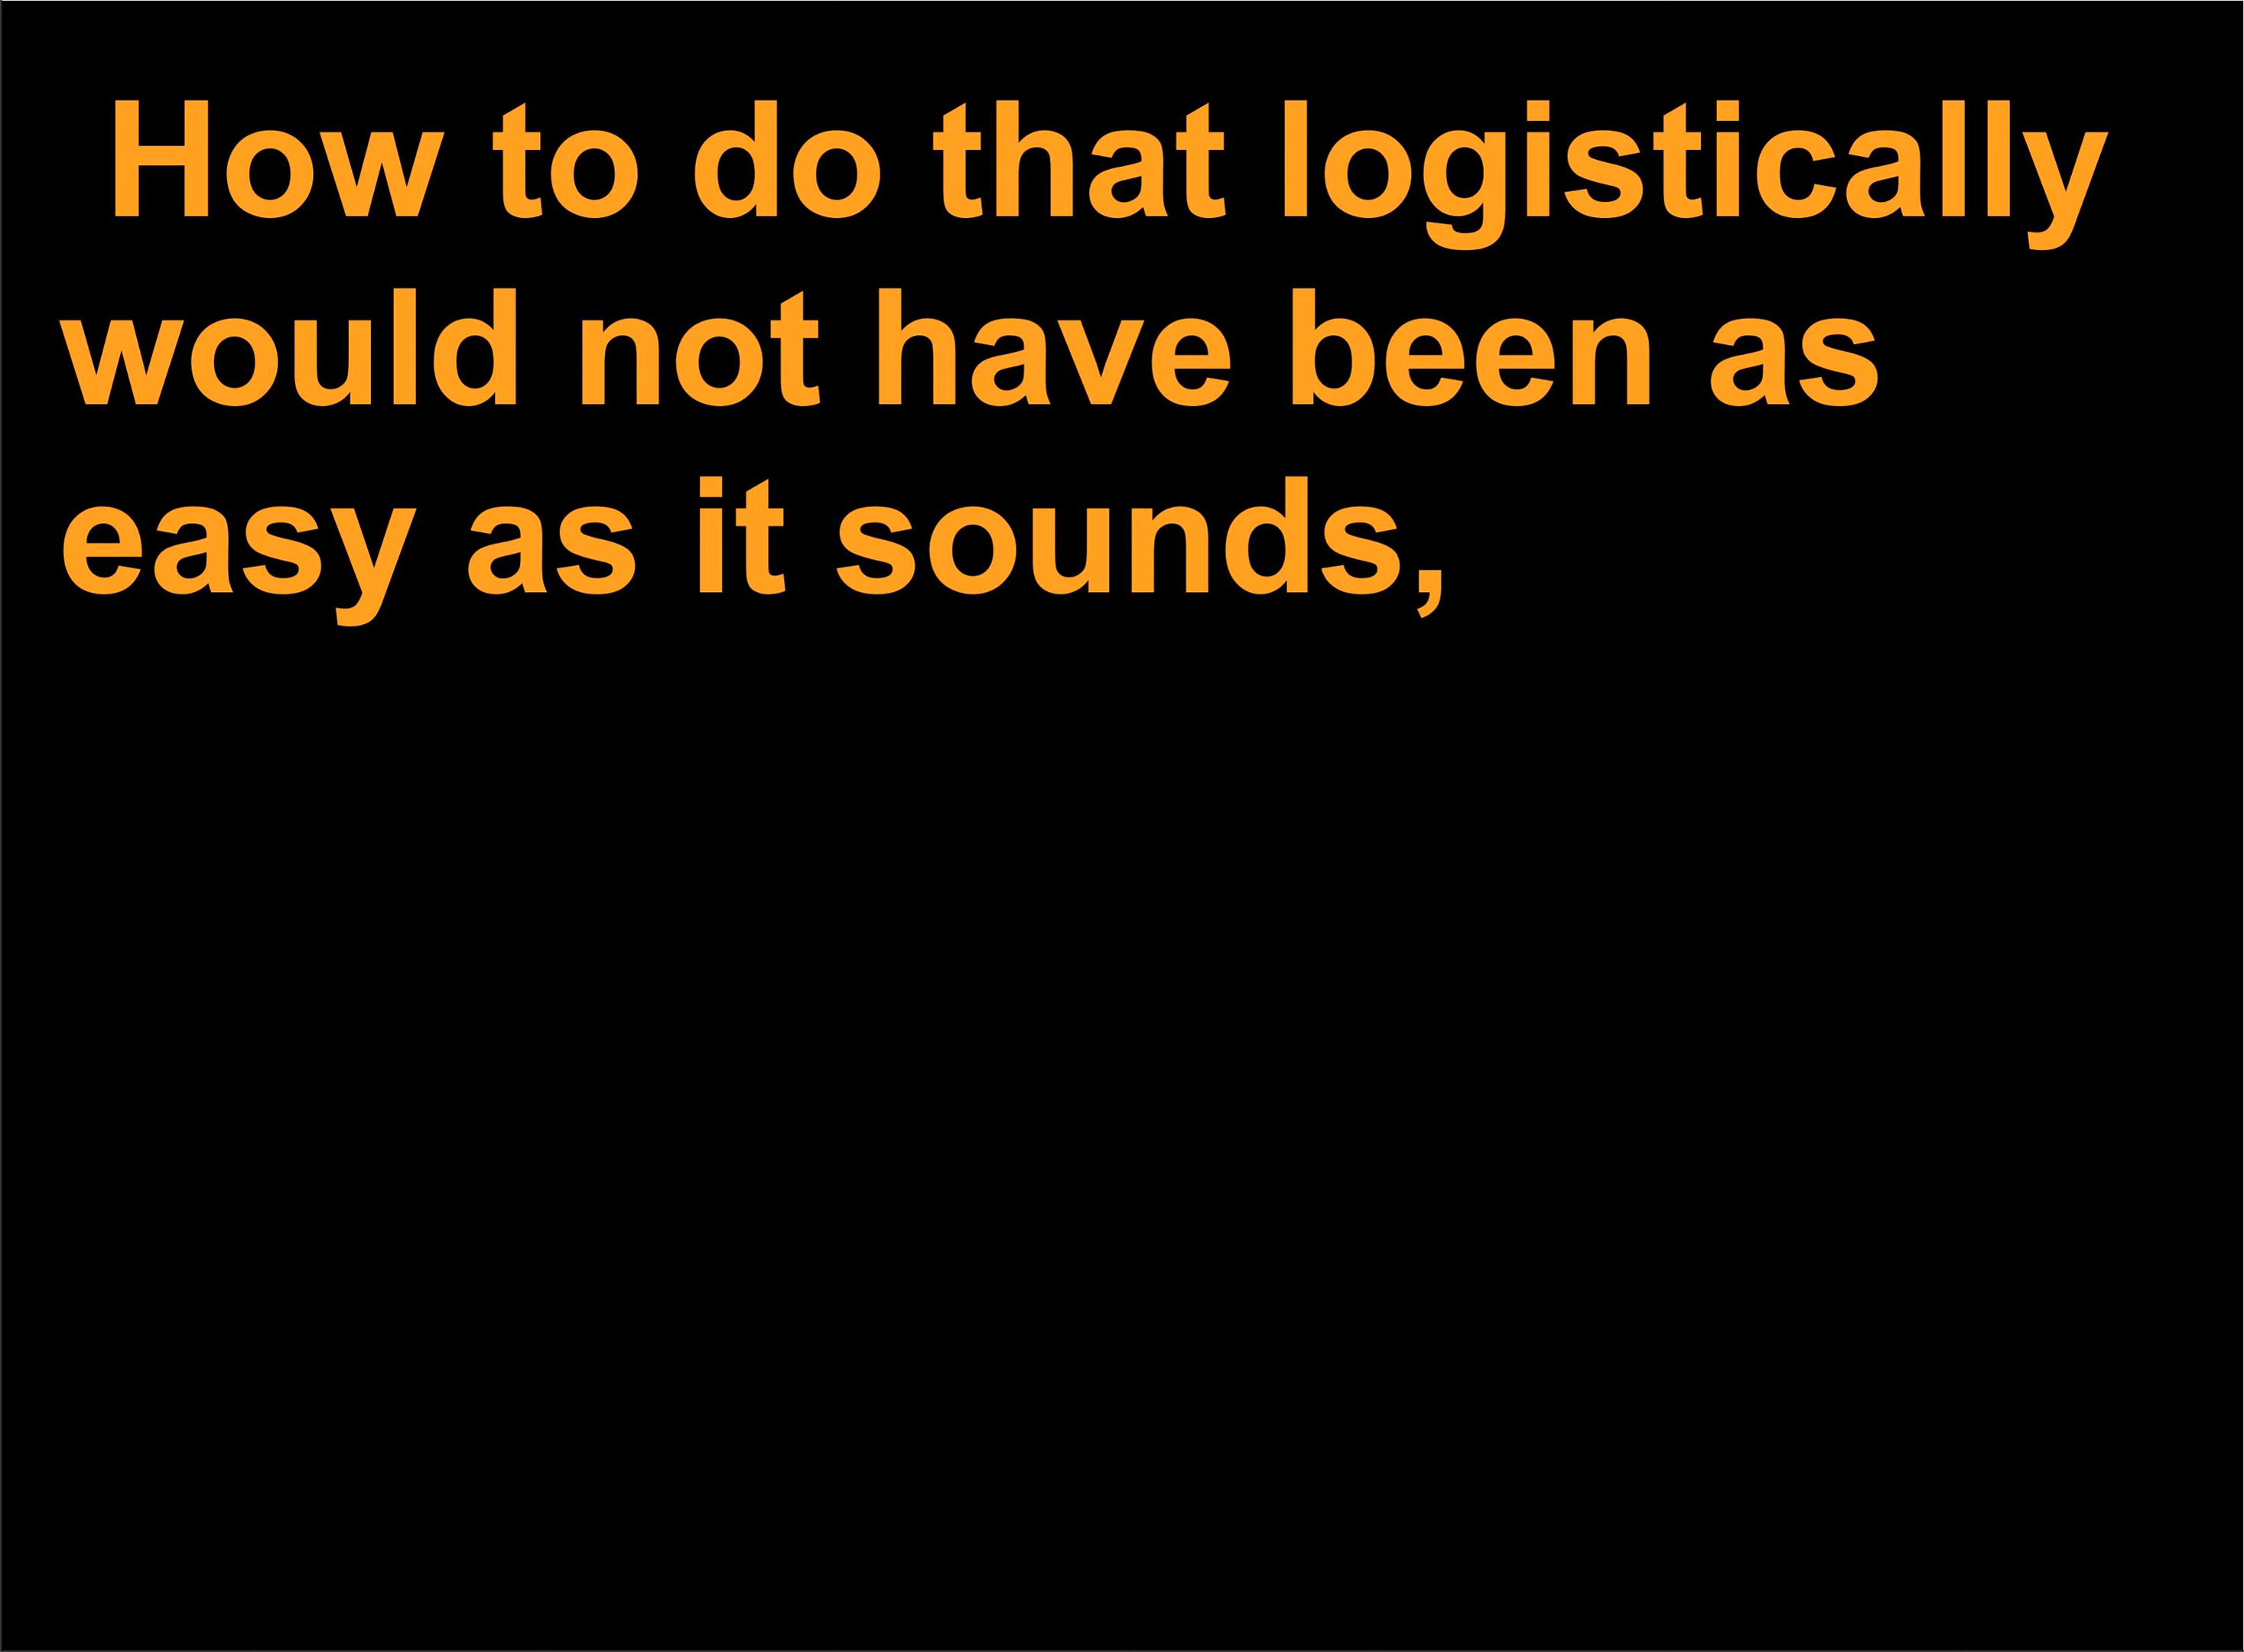 How to do that logistically
would not have been as
easy as it sounds,